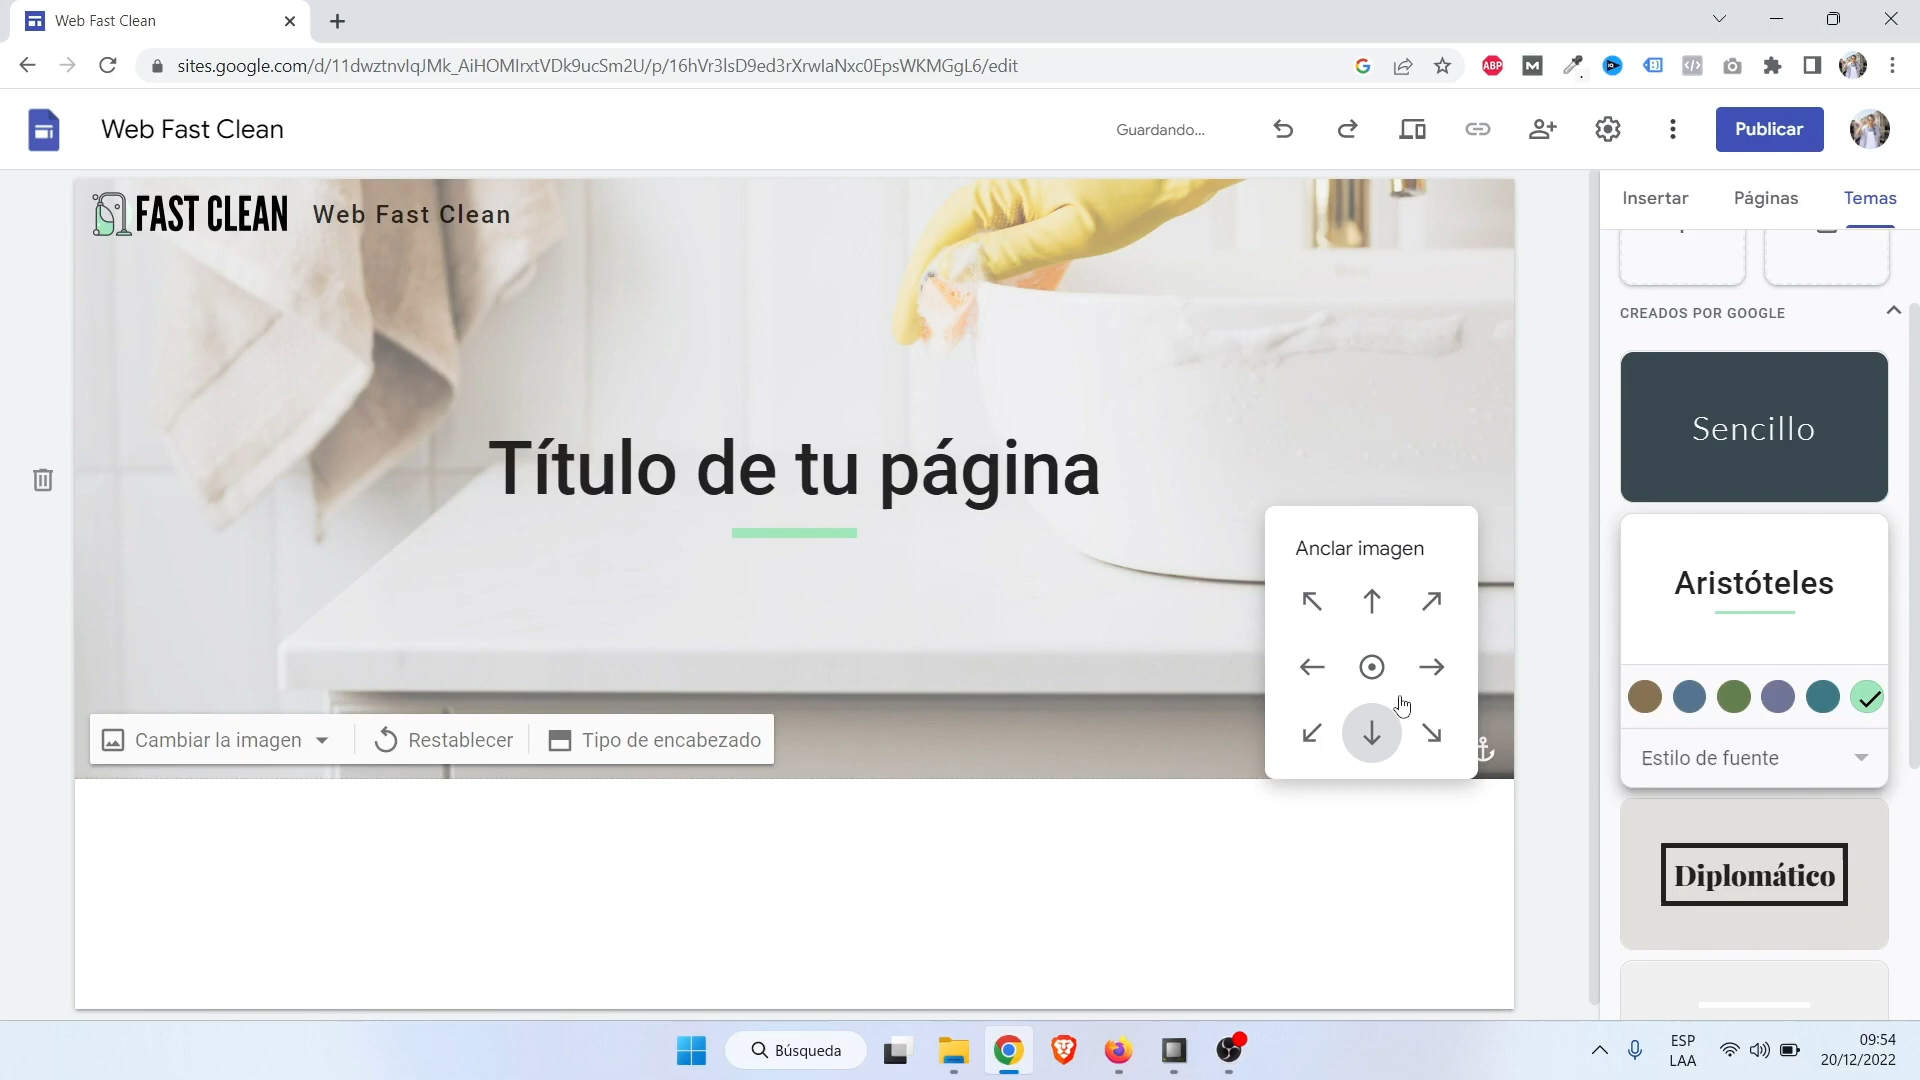 Web Fast Clean
sites.google.com/d/11dwztnvlqJMk_AiHOMIrxtVDk9ucSm2U/p/16hVr3lsD9ed3rXrwlaNxc0EpsWKMGgL6/edit
ABP
Web Fast Clean
Guardando...
Publicar
FAST CLEAN
Web Fast Clean
Insertar
Páginas
Temas
CREADOS POR GOOGLE
Sencillo
Título de tu página
Anclar imagen
Aristóteles
Cambiar la imagen
Restablecer
Tipo de encabezado
Estilo de fuente
Diplomático
Búsqueda
ESP
LAA
09:54
20/12/2022